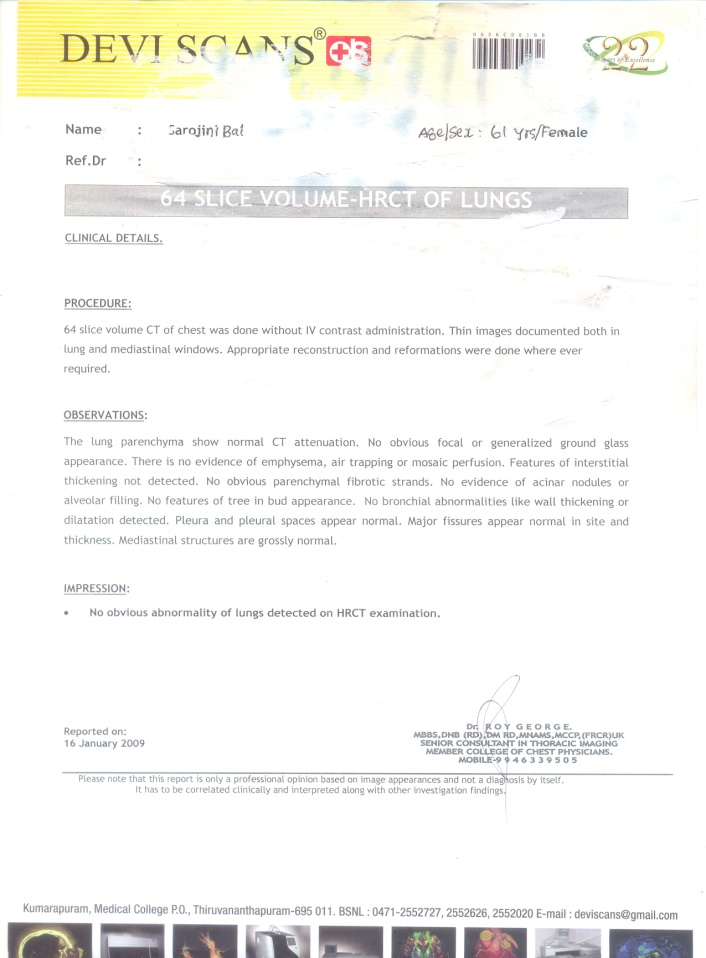 DEVI SCANS®
0056C00100
22
Years of Excellence
Name : Sarojini Bai
Age/Sex : 61 Yrs/Female
Ref.Dr :
64 SLICE VOLUME-HRCT OF LUNGS
CLINICAL DETAILS.
PROCEDURE:
64 slice volume CT of chest was done without IV contrast administration. Thin images documented both in
lung and mediastinal windows. Appropriate reconstruction and reformations were done where ever
required.
OBSERVATIONS:
The lung parenchyma show normal CT attenuation. No obvious focal or generalized ground glass
appearance. There is no evidence of emphysema, air trapping or mosaic perfusion. Features of interstitial
thickening not detected. No obvious parenchymal fibrotic strands. No evidence of acinar nodules or
alveolar filling. No features of tree in bud appearance. No bronchial abnormalities like wall thickening or
dilatation detected. Pleura and pleural spaces appear normal. Major fissures appear normal in site and
thickness. Mediastinal structures are grossly normal.
IMPRESSION:
• No obvious abnormality of lungs detected on HRCT examination.
Reported on:
16 January 2009
Dr. ROY GEORGE.
MBBS,DNB (RD),DM RD,MNAMS,MCCP,(FRCR)UK
SENIOR CONSULTANT IN THORACIC IMAGING
MEMBER COLLEGE OF CHEST PHYSICIANS.
MOBILE-9946339505
Please note that this report is only a professional opinion based on image appearances and not a diagnosis by itself.
It has to be correlated clinically and interpreted along with other investigation findings.
Kumarapuram, Medical College P.O., Thiruvananthapuram-695 011. BSNL : 0471-2552727, 2552626, 2552020 E-mail : deviscans@gmail.com